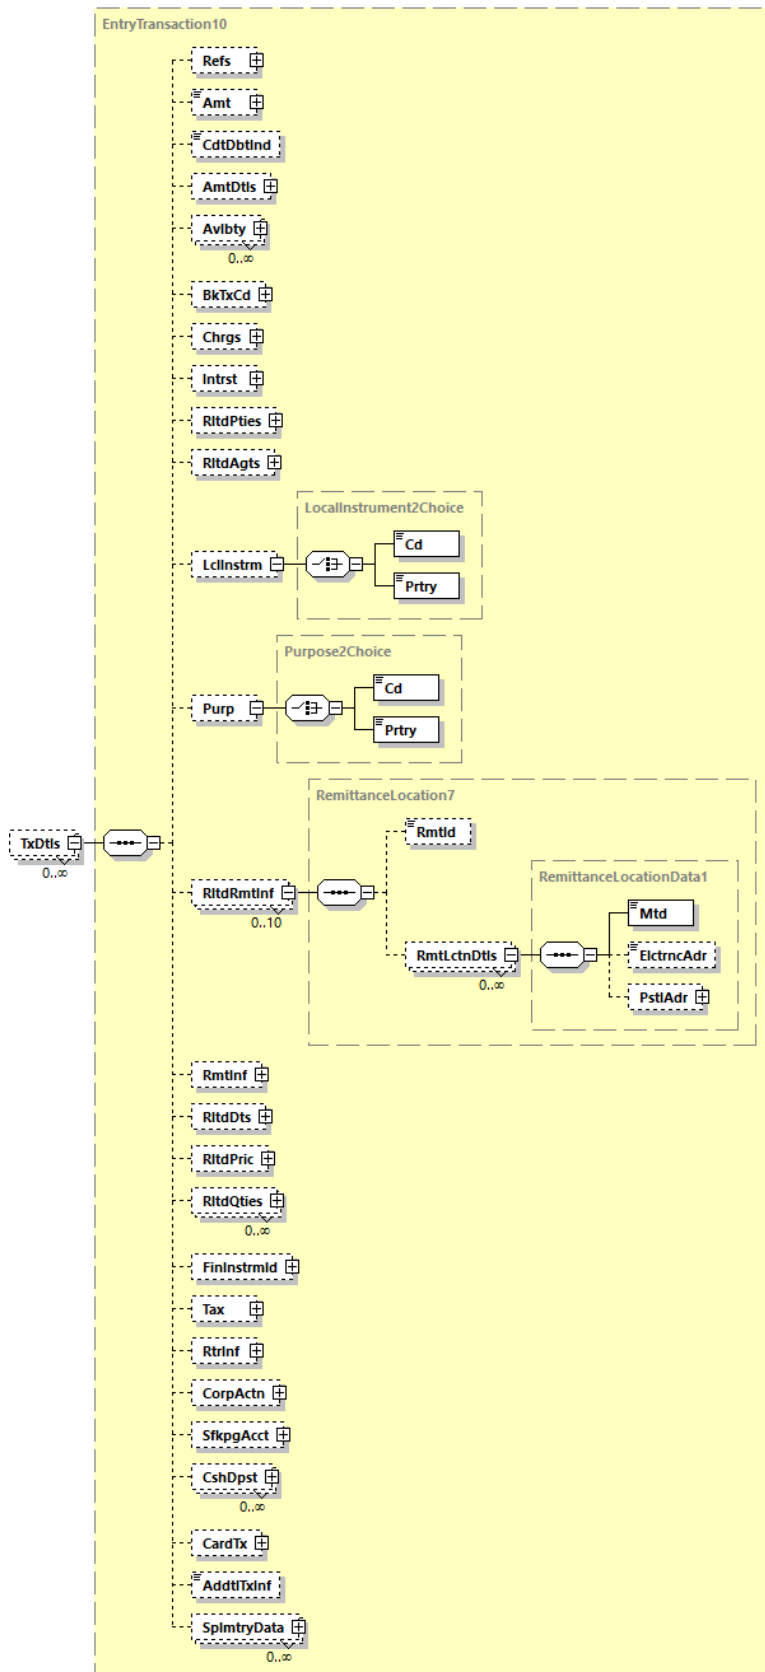 EntryTransaction10
Refs
Amt
CdtDbtInd
AmtDtls
Avlbty
0..∞
BkTxCd
Chrgs
Intrst
RltdPties
RltdAgts
LocalInstrument2Choice
Cd
LclInstrm
Prtry
Purpose2Choice
Cd
Purp
Prtry
RemittanceLocation7
RmtId
TxDtls
0..∞
RemittanceLocationData1
RltdRmtInf
0..10
Mtd
RmtLctnDtls
0..∞
ElctrncAdr
PstlAdr
RmtInf
RltdDts
RltdPric
RltdQties
0..∞
FinInstrmId
Tax
RtrInf
CorpActn
SfkpgAcct
CshDpst
0..∞
CardTx
AddtlTxInf
SplmtryData
0..∞